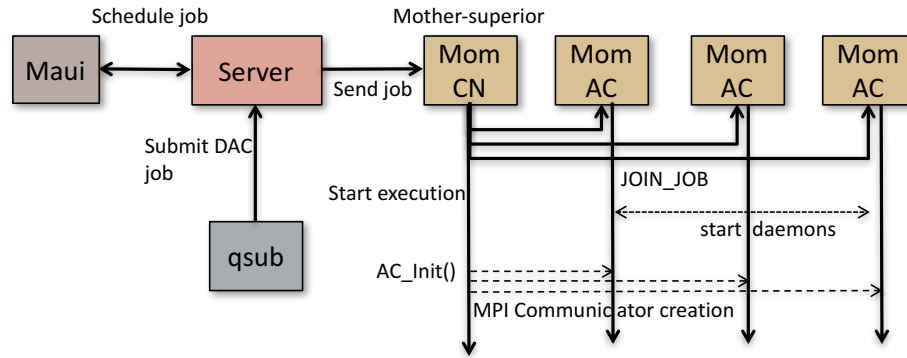 Schedule job
Mother-superior
Maui
Server
Send job
Mom
CN
Mom
AC
Mom
AC
Mom
AC
Submit DAC
job
JOIN_JOB
Start execution
start daemons
qsub
AC_Init()
MPI Communicator creation